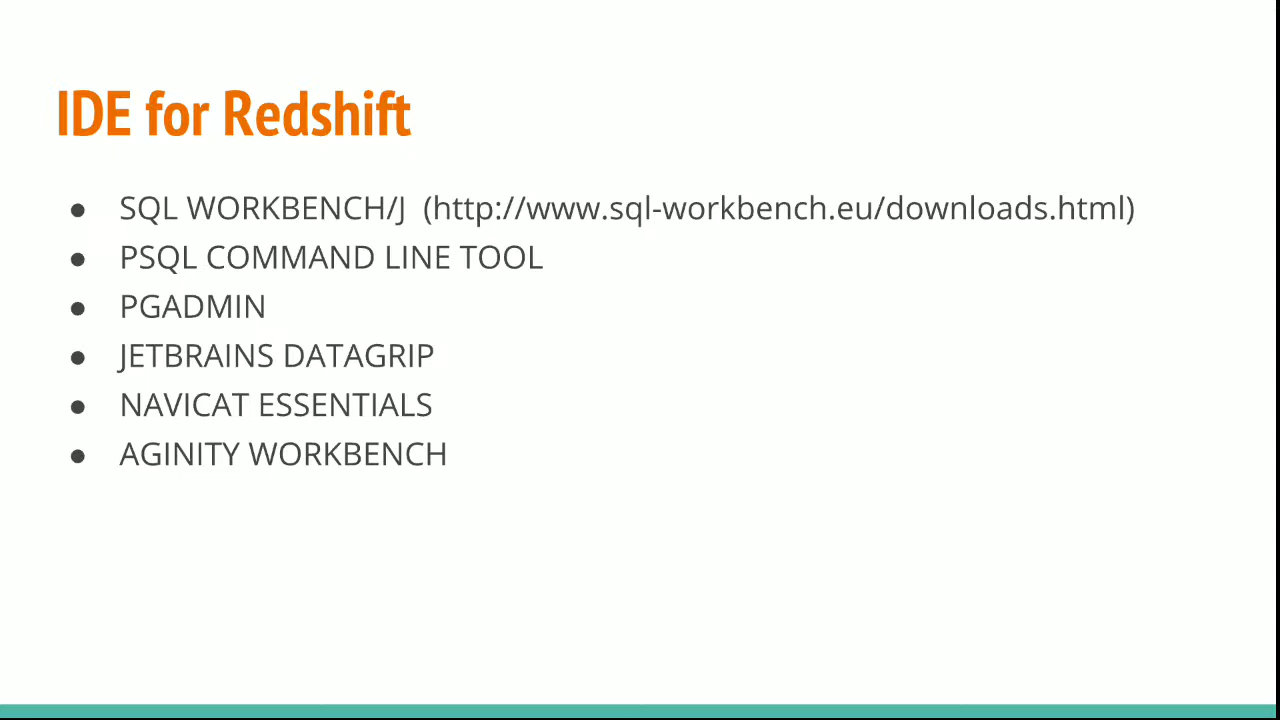 IDE for Redshift
● SQL WORKBENCH/J (http://www.sql-workbench.eu/downloads.html)
● PSQL COMMAND LINE TOOL
● PGADMIN
● JETBRAINS DATAGRIP
● NAVICAT ESSENTIALS
● AGINITY WORKBENCH